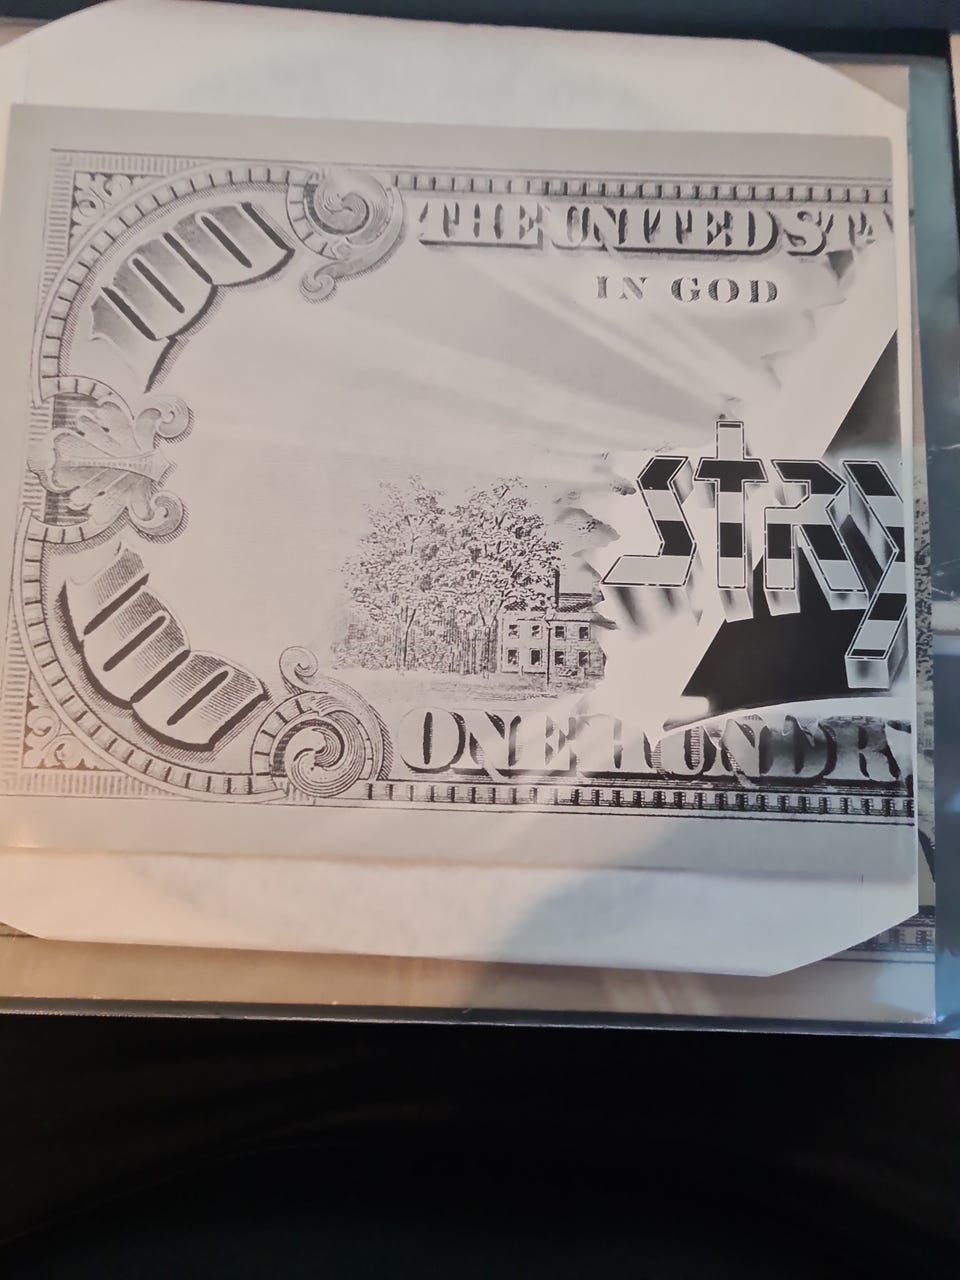 100
THE UNITED STA
IN GOD
STRY
100
ONE HUNDR